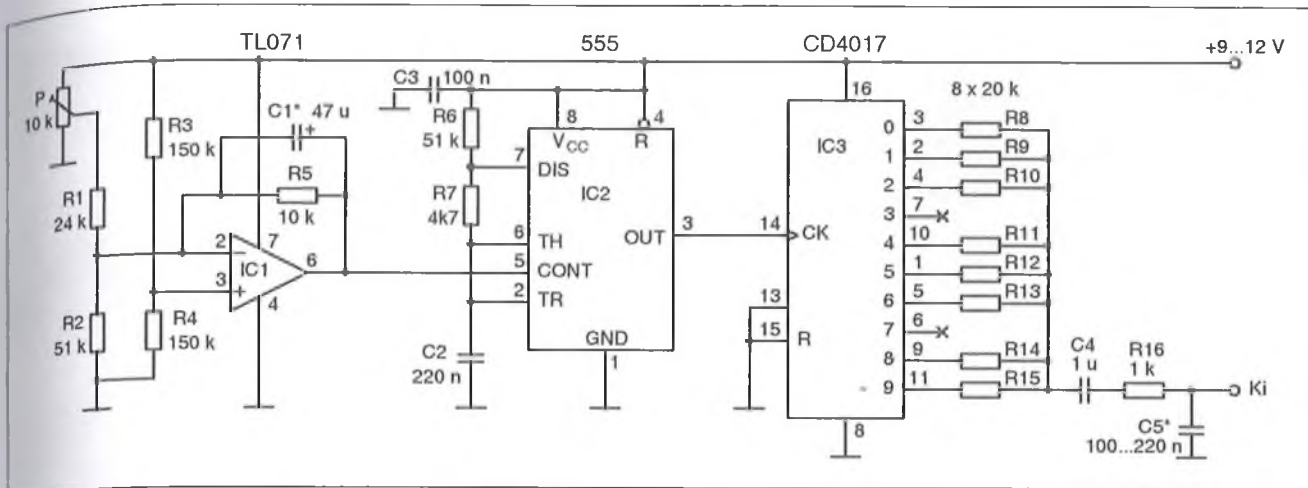 TL071
555
CD4017
+9...12 V
P
10 k
R1
24 k
R2
51 k
R3
150 k
R4
150 k
C1* 47 u
+
R5
10 k
2
3
−
+
IC1
7
6
4
C3
100 n
R6
51 k
R7
4k7
C2
220 n
8
4
VCC
R
7
DIS
IC2
6
TH
5
CONT
2
TR
OUT
3
GND
1
16
IC3
14
CK
13
15
R
8
8 x 20 k
0 3 R8
1 2 R9
2 4 R10
3 7
4 10 R11
5 1 R12
6 5 R13
7 6
8 9 R14
9 11 R15
C4
1 u
R16
1 k
Ki
C5*
100...220 n